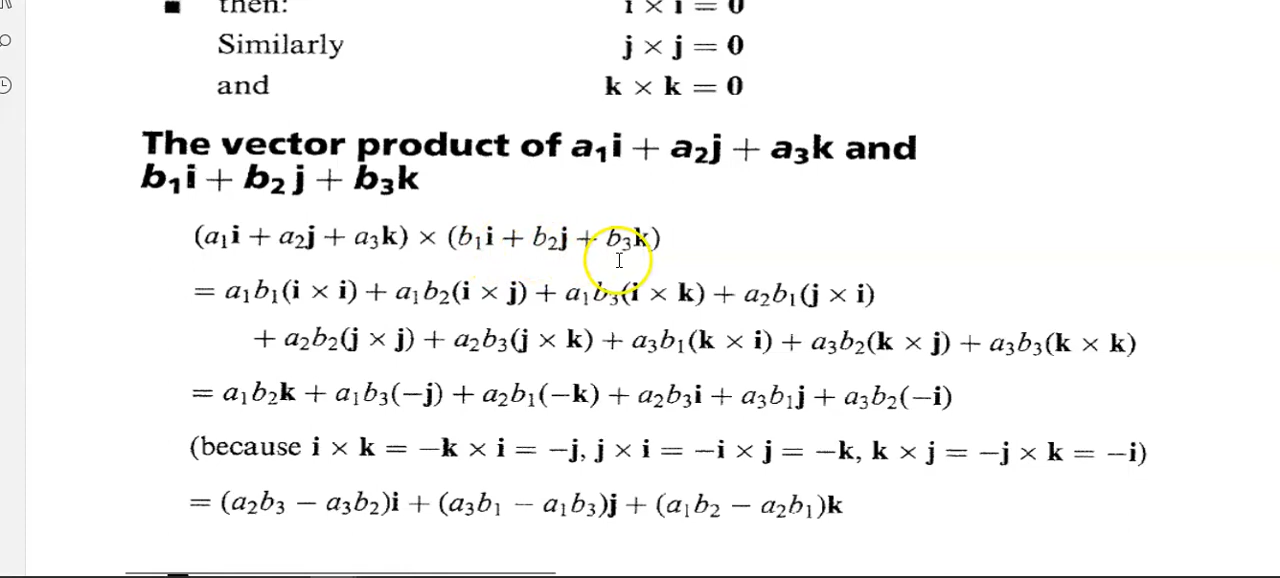 then: i × i = 0
Similarly j × j = 0
and k × k = 0
The vector product of a₁i + a₂j + a₃k and
b₁i + b₂j + b₃k
(a₁i + a₂j + a₃k) × (b₁i + b₂j + b₃k)
= a₁b₁(i × i) + a₁b₂(i × j) + a₁b₃(i × k) + a₂b₁(j × i)
+ a₂b₂(j × j) + a₂b₃(j × k) + a₃b₁(k × i) + a₃b₂(k × j) + a₃b₃(k × k)
= a₁b₂k + a₁b₃(−j) + a₂b₁(−k) + a₂b₃i + a₃b₁j + a₃b₂(−i)
(because i × k = −k × i = −j, j × i = −i × j = −k, k × j = −j × k = −i)
= (a₂b₃ − a₃b₂)i + (a₃b₁ − a₁b₃)j + (a₁b₂ − a₂b₁)k